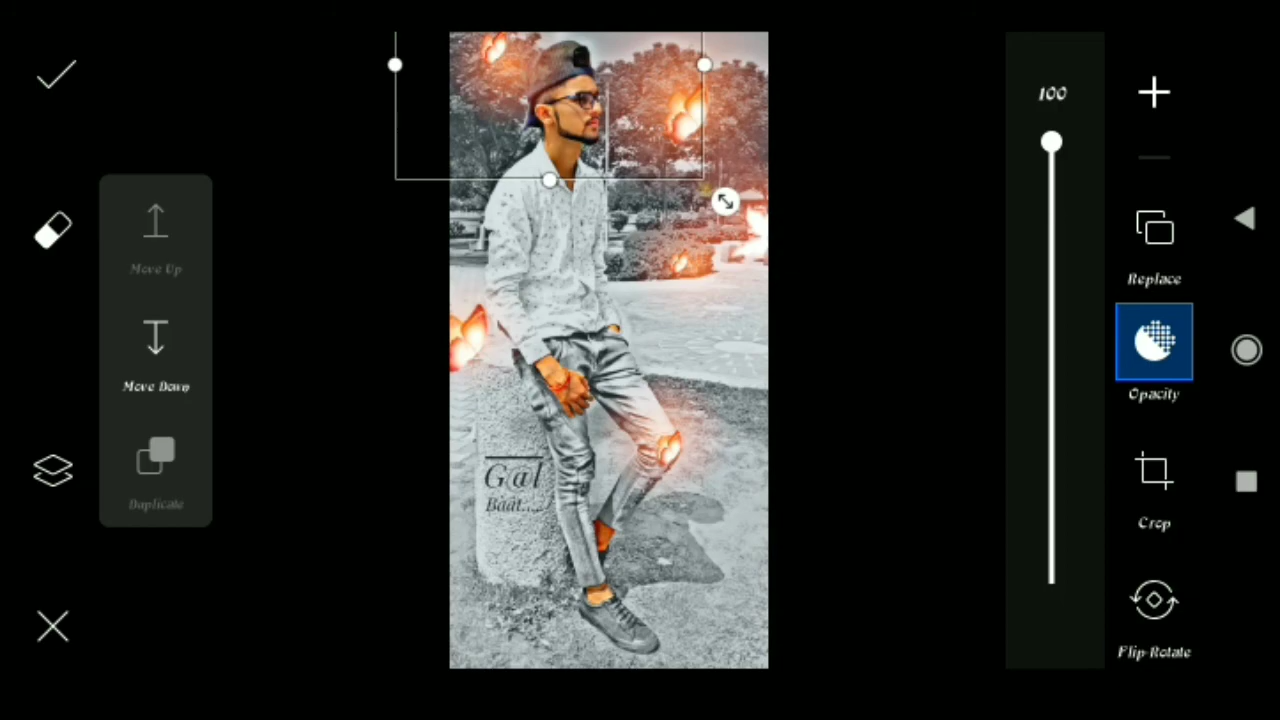 Move Up
Move Down
Duplicate
G@l
Baat....
100
Replace
Opacity
Crop
Flip-Rotate